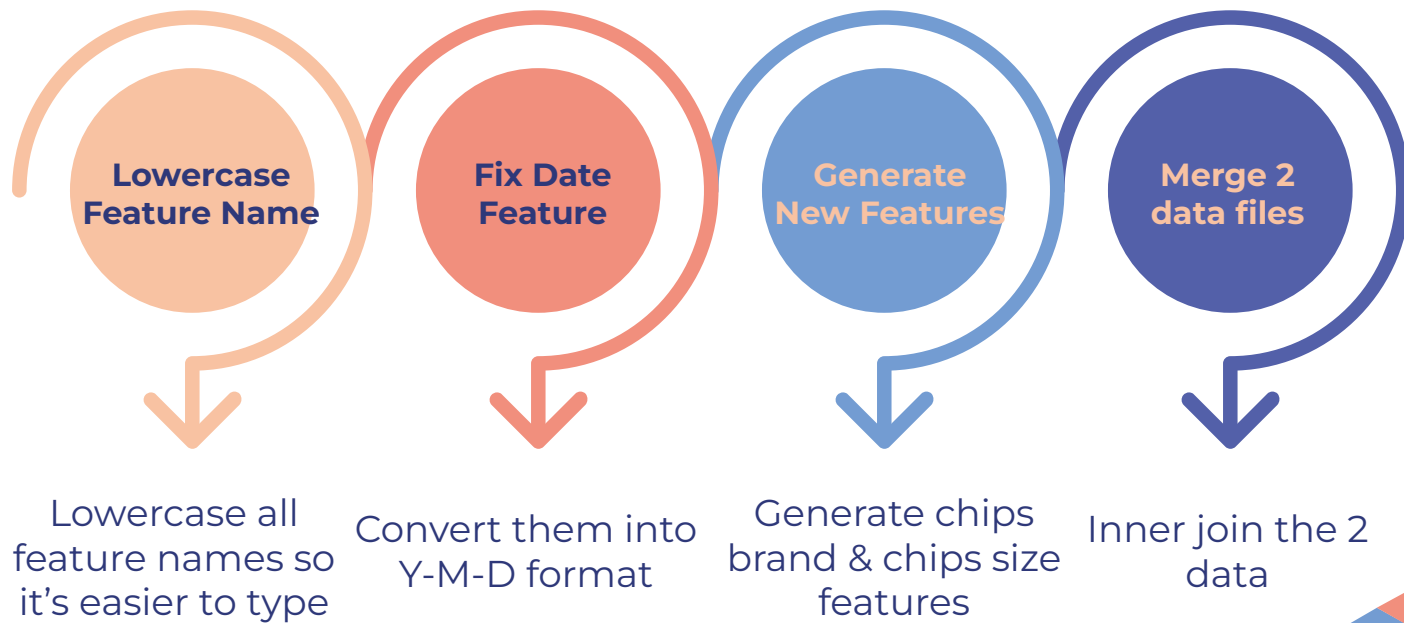 Lowercase
Feature Name
Fix Date
Feature
Generate
New Features
Merge 2
data files
Lowercase all
feature names so
it’s easier to type
Convert them into
Y-M-D format
Generate chips
brand & chips size
features
Inner join the 2
data